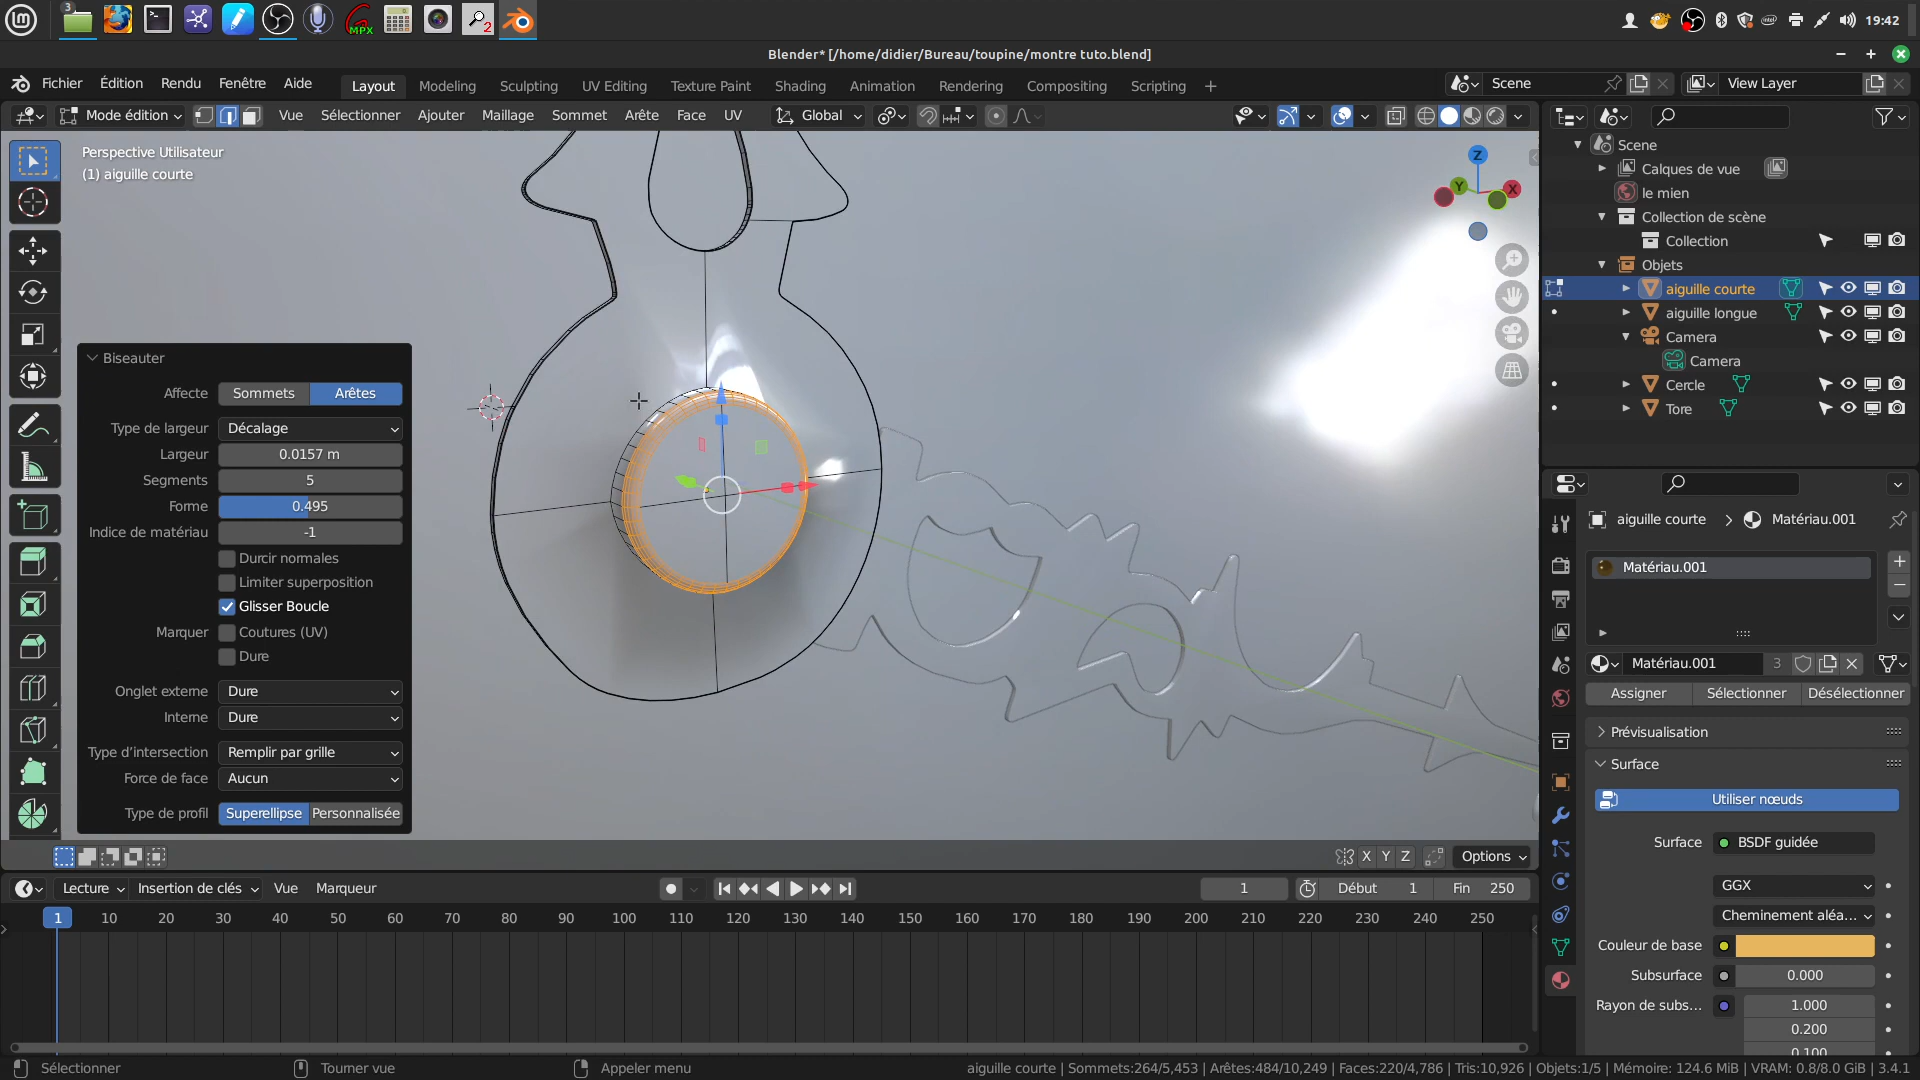 3
MPX
2
19:42
Blender* [/home/didier/Bureau/toupine/montre tuto.blend]
Fichier Édition Rendu Fenêtre Aide
Layout Modeling Sculpting UV Editing Texture Paint Shading Animation Rendering Compositing Scripting +
Scene View Layer
Mode édition Vue Sélectionner Ajouter Maillage Sommet Arête Face UV Global
Perspective Utilisateur
(1) aiguille courte
Z
Y X
Scene
Calques de vue
le mien
Collection de scène
Collection
Objets
aiguille courte
aiguille longue
Camera
Camera
Cercle
Tore
Biseauter
Affecte Sommets Arêtes
Type de largeur Décalage
Largeur 0.0157 m
Segments 5
Forme 0.495
Indice de matériau -1
Durcir normales
Limiter superposition
Glisser Boucle
Marquer Coutures (UV)
Dure
Onglet externe Dure
Interne Dure
Type d'intersection Remplir par grille
Force de face Aucun
Type de profil Superellipse Personnalisée
aiguille courte > Matériau.001
Matériau.001
Matériau.001 3
Assigner Sélectionner Désélectionner
Prévisualisation
Surface
Utiliser nœuds
Surface BSDF guidée
GGX
Cheminement aléa...
Couleur de base
Subsurface 0.000
Rayon de subs... 1.000
0.200
0.100
X Y Z Options
Lecture Insertion de clés Vue Marqueur 1 Début 1 Fin 250
1 10 20 30 40 50 60 70 80 90 100 110 120 130 140 150 160 170 180 190 200 210 220 230 240 250
Sélectionner Tourner vue Appeler menu aiguille courte | Sommets:264/5,453 | Arêtes:484/10,249 | Faces:220/4,786 | Tris:10,926 | Objets:1/5 | Mémoire: 124.6 MiB | VRAM: 0.8/8.0 GiB | 3.4.1